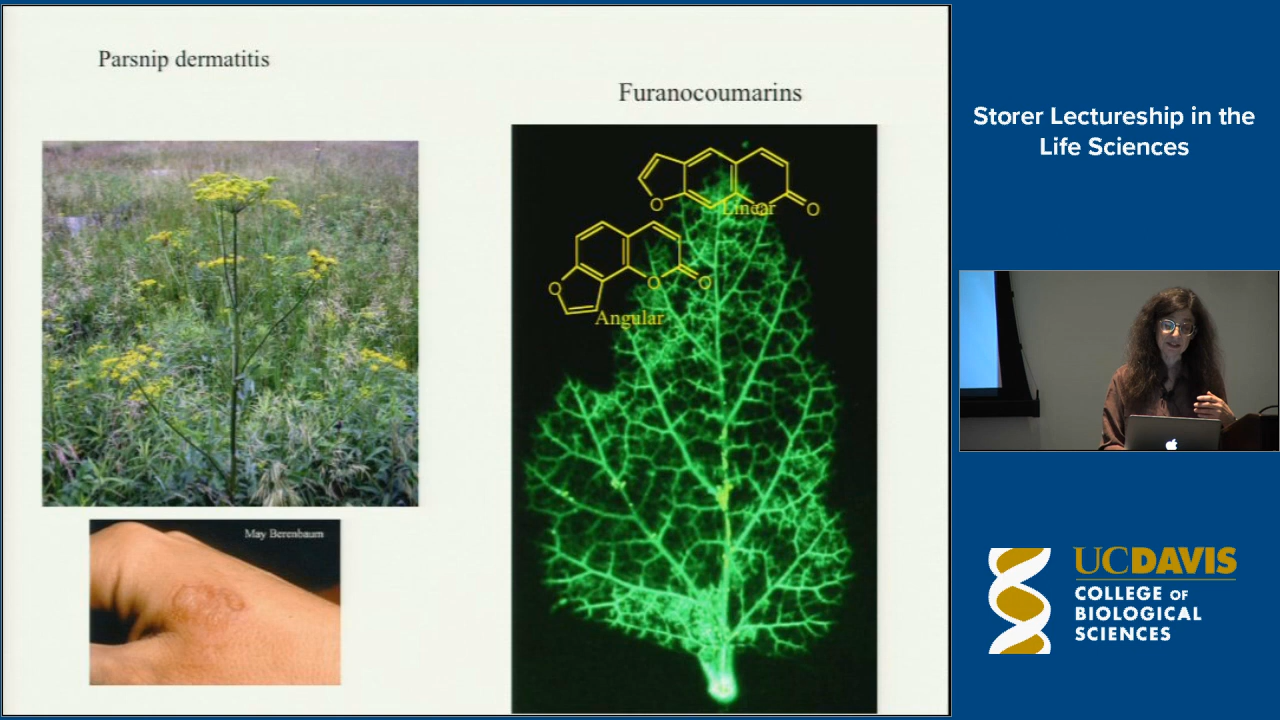 Parsnip dermatitis
Furanocoumarins
O
Linear
O
O
O
O
O
Angular
May Berenbaum
Storer Lectureship in the
Life Sciences
UCDAVIS
COLLEGE OF
BIOLOGICAL
SCIENCES